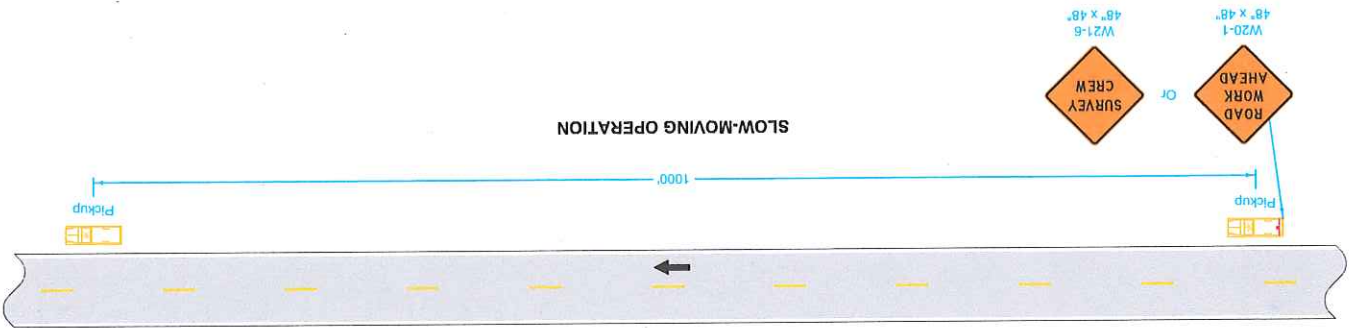 Pickup
Pickup
1000'
SLOW-MOVING OPERATION
ROAD
WORK
AHEAD
Or
SURVEY
CREW
W20-1
48" x 48"
W21-6
48" x 48"